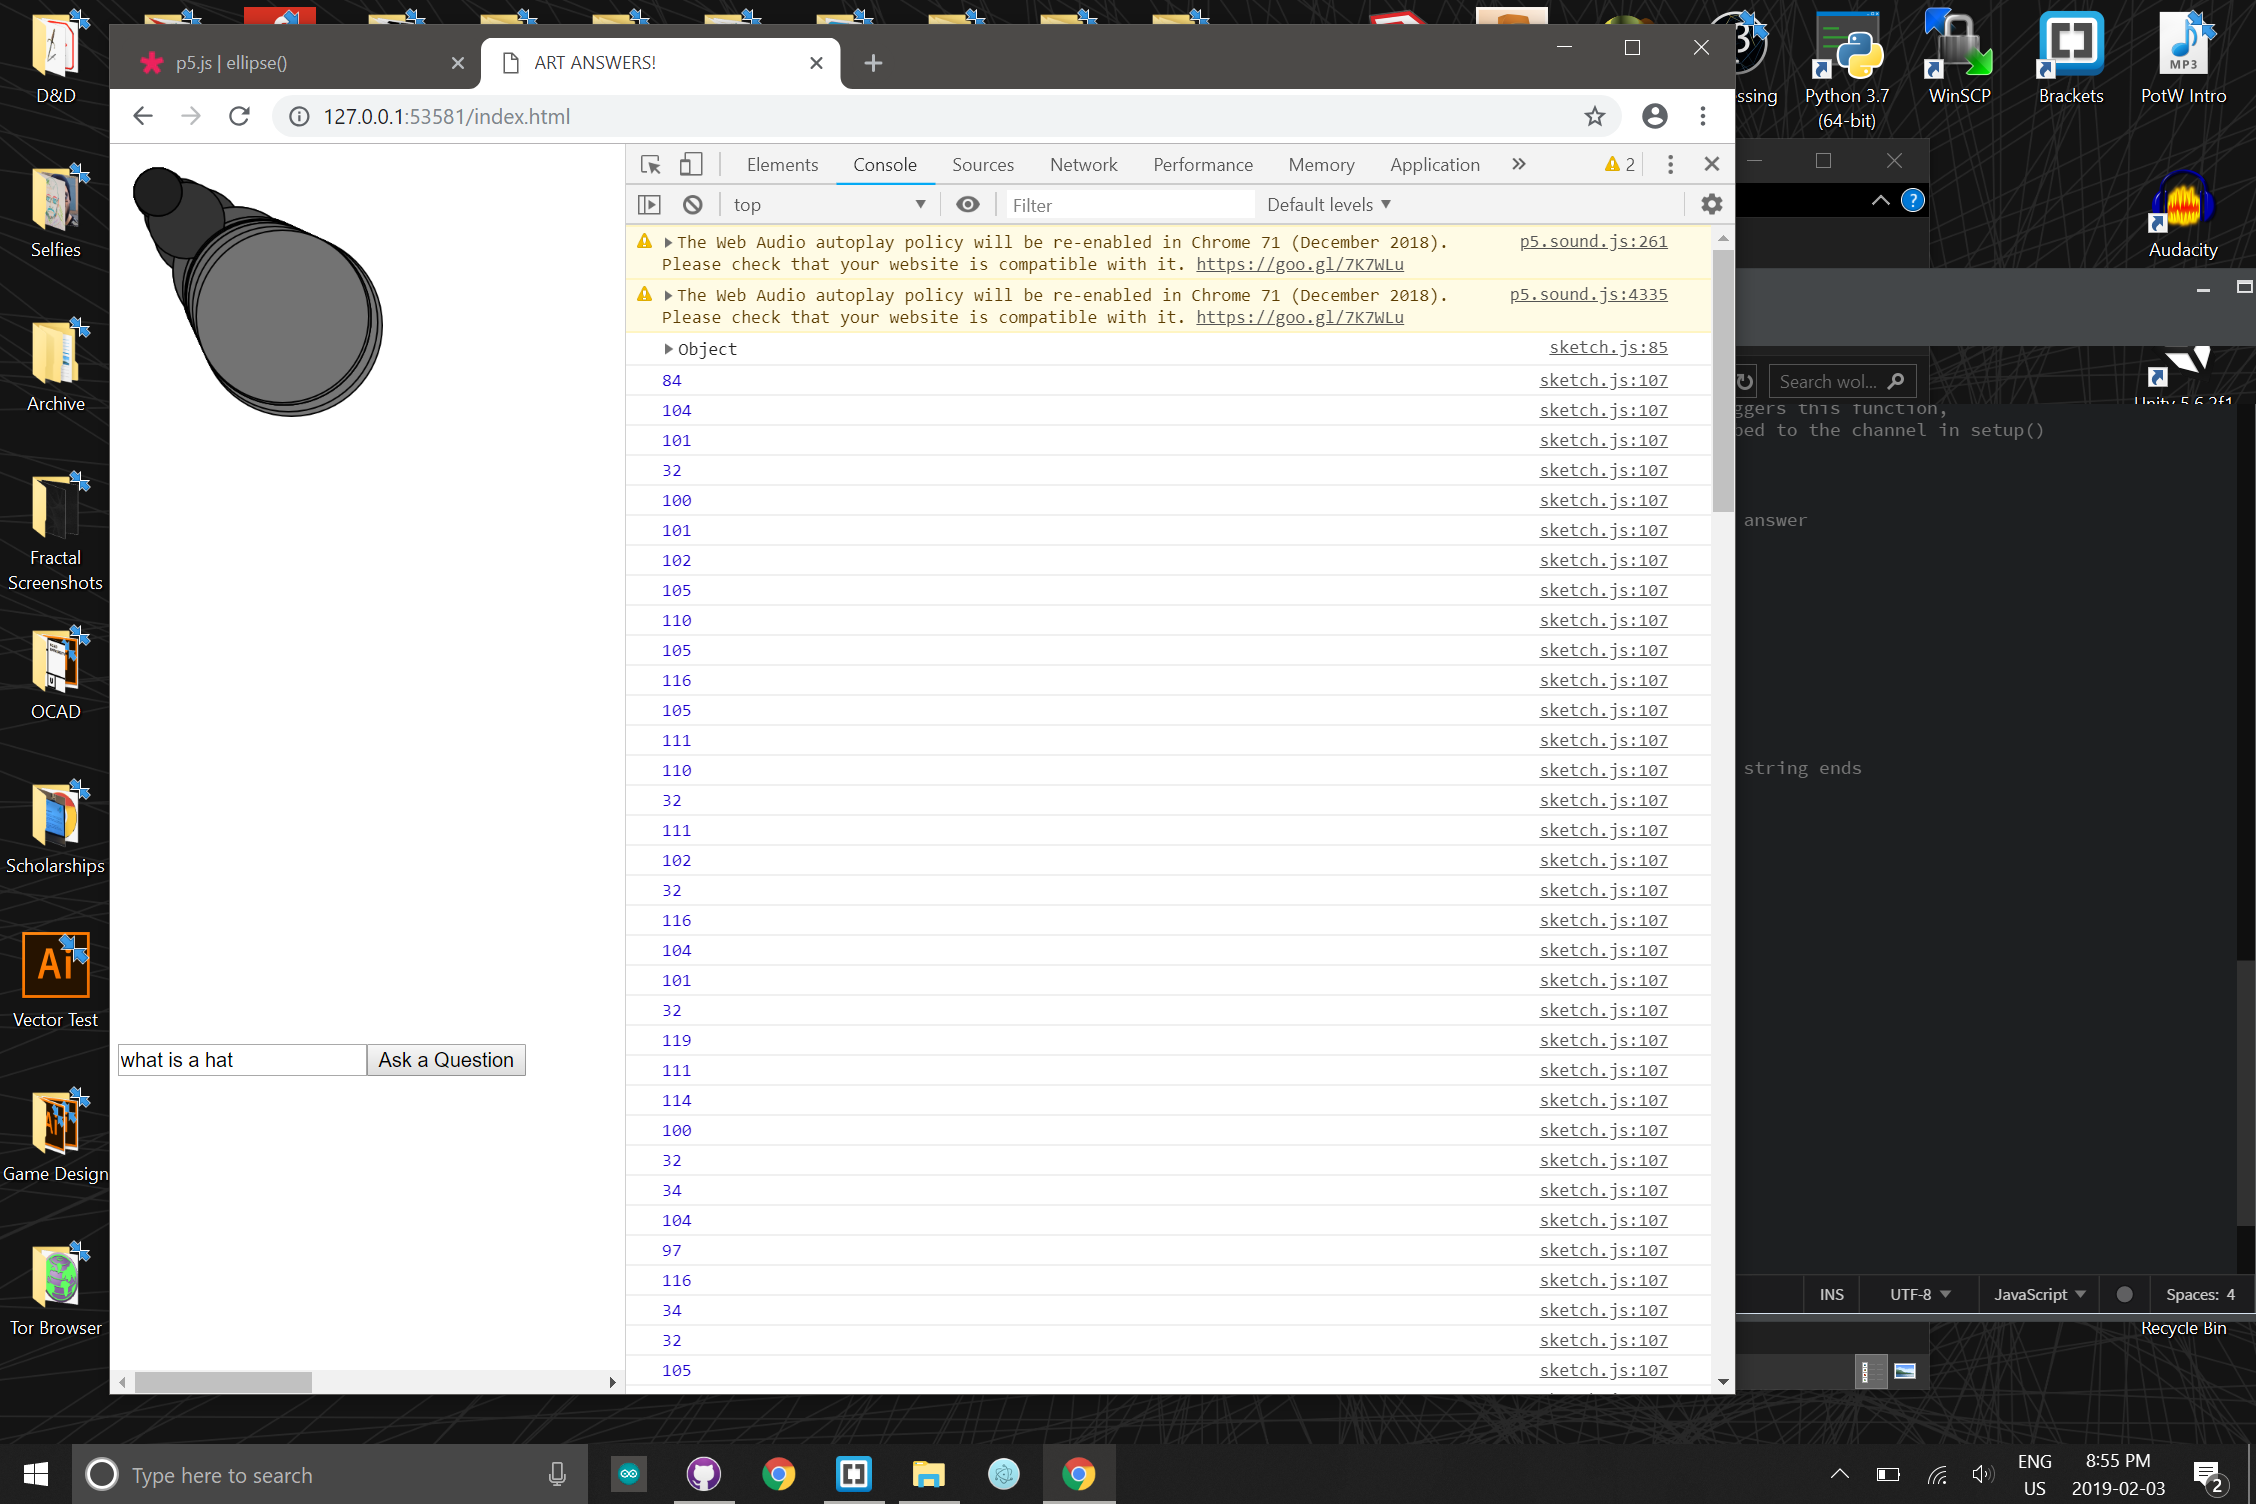 D&D
Selfies
Archive
Fractal
Screenshots
OCAD
Scholarships
Ai
Vector Test
Game Design
Tor Browser
p5.js | ellipse()
ART ANSWERS!
127.0.0.1:53581/index.html
Elements
Console
Sources
Network
Performance
Memory
Application
2
top
Filter
Default levels
The Web Audio autoplay policy will be re-enabled in Chrome 71 (December 2018).
p5.sound.js:261
Please check that your website is compatible with it. https://goo.gl/7K7WLu
The Web Audio autoplay policy will be re-enabled in Chrome 71 (December 2018).
p5.sound.js:4335
Please check that your website is compatible with it. https://goo.gl/7K7WLu
Object sketch.js:85
84 sketch.js:107
104 sketch.js:107
101 sketch.js:107
32 sketch.js:107
100 sketch.js:107
101 sketch.js:107
102 sketch.js:107
105 sketch.js:107
110 sketch.js:107
105 sketch.js:107
116 sketch.js:107
105 sketch.js:107
111 sketch.js:107
110 sketch.js:107
32 sketch.js:107
111 sketch.js:107
102 sketch.js:107
32 sketch.js:107
116 sketch.js:107
104 sketch.js:107
101 sketch.js:107
32 sketch.js:107
119 sketch.js:107
111 sketch.js:107
114 sketch.js:107
100 sketch.js:107
32 sketch.js:107
34 sketch.js:107
104 sketch.js:107
97 sketch.js:107
116 sketch.js:107
34 sketch.js:107
32 sketch.js:107
105 sketch.js:107
what is a hat
Ask a Question
ssing
Python 3.7
(64-bit)
WinSCP
Brackets
MP3
PotW Intro
Audacity
Search wol...
Unity 5.6.2f1
ggers this function,
ped to the channel in setup()
answer
string ends
INS
UTF-8
JavaScript
Spaces: 4
Recycle Bin
Type here to search
ENG
US
8:55 PM
2019-02-03
2